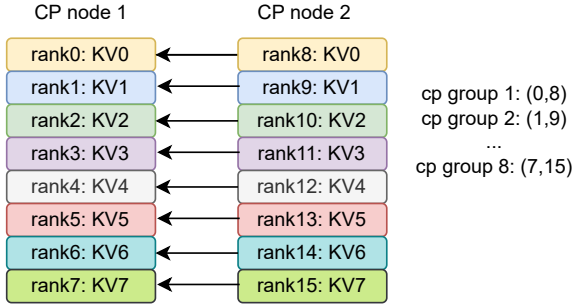 CP node 1
CP node 2
rank0: KV0
rank8: KV0
rank1: KV1
rank9: KV1
rank2: KV2
rank10: KV2
rank3: KV3
rank11: KV3
rank4: KV4
rank12: KV4
rank5: KV5
rank13: KV5
rank6: KV6
rank14: KV6
rank7: KV7
rank15: KV7
cp group 1: (0,8)
cp group 2: (1,9)
...
cp group 8: (7,15)